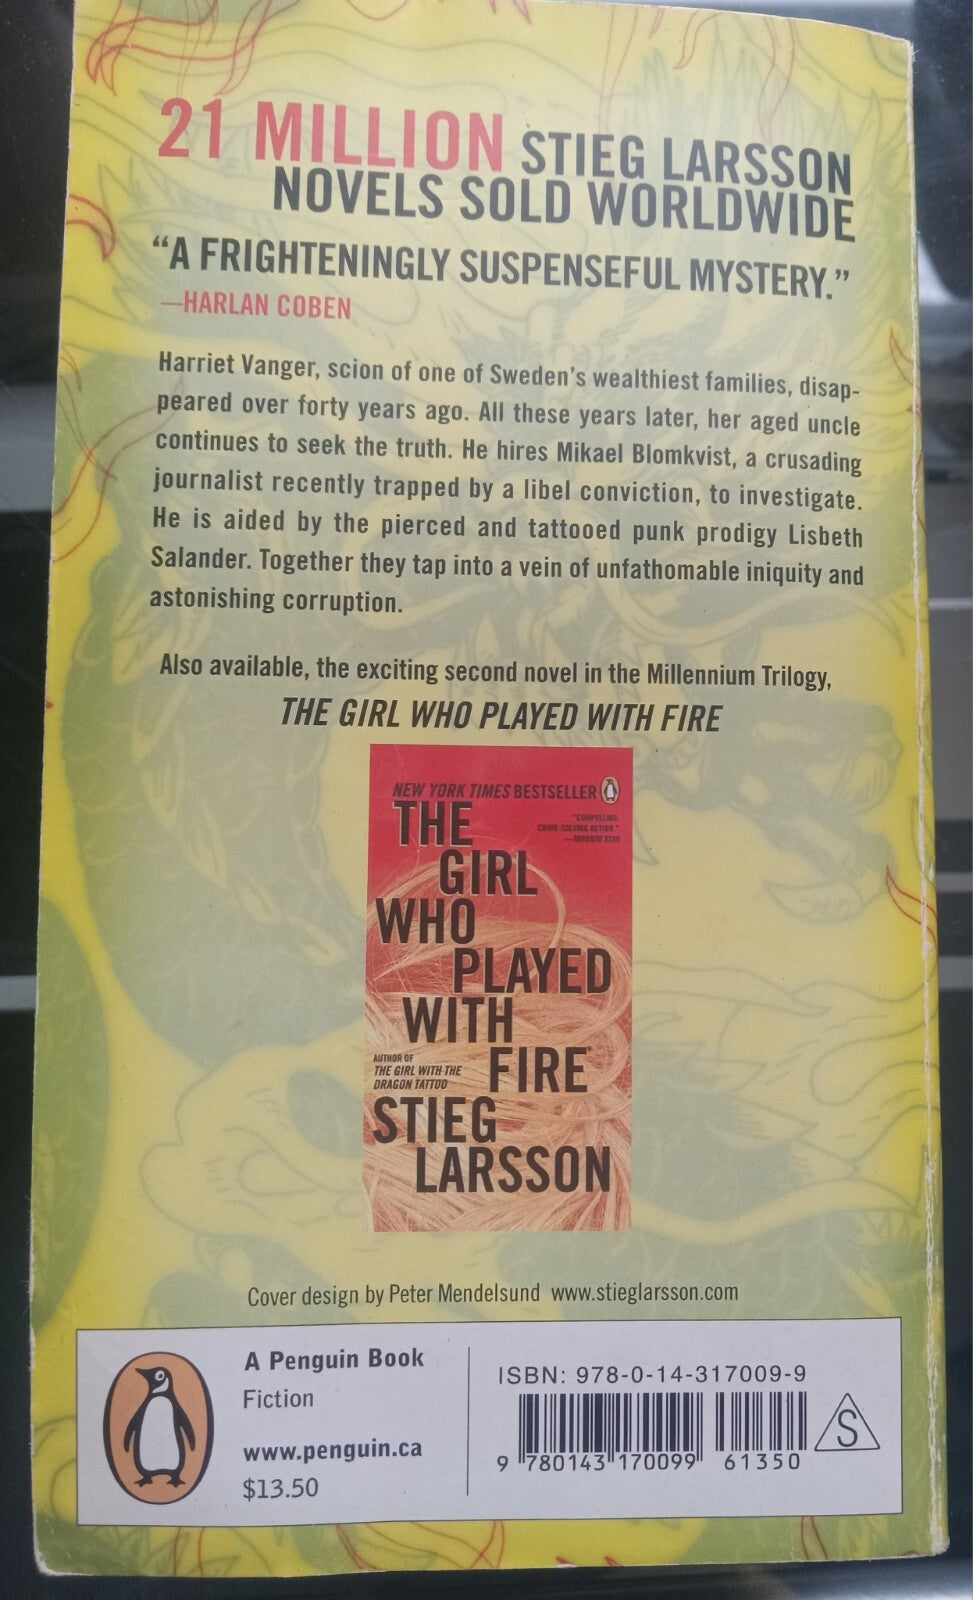 21 MILLION STIEG LARSSON
NOVELS SOLD WORLDWIDE
“A FRIGHTENINGLY SUSPENSEFUL MYSTERY.”
—HARLAN COBEN
Harriet Vanger, scion of one of Sweden’s wealthiest families, disap-
peared over forty years ago. All these years later, her aged uncle
continues to seek the truth. He hires Mikael Blomkvist, a crusading
journalist recently trapped by a libel conviction, to investigate.
He is aided by the pierced and tattooed punk prodigy Lisbeth
Salander. Together they tap into a vein of unfathomable iniquity and
astonishing corruption.
Also available, the exciting second novel in the Millennium Trilogy,
THE GIRL WHO PLAYED WITH FIRE
NEW YORK TIMES BESTSELLER
"COMPELLING,
CRIME-SOLVING ACTION."
—TORONTO STAR
THE
GIRL
WHO
PLAYED
WITH
FIRE
AUTHOR OF
THE GIRL WITH THE
DRAGON TATTOO
STIEG
LARSSON
Cover design by Peter Mendelsund www.stieglarsson.com
A Penguin Book
Fiction
www.penguin.ca
$13.50
ISBN: 978-0-14-317009-9
9 780143 170099 61350
S